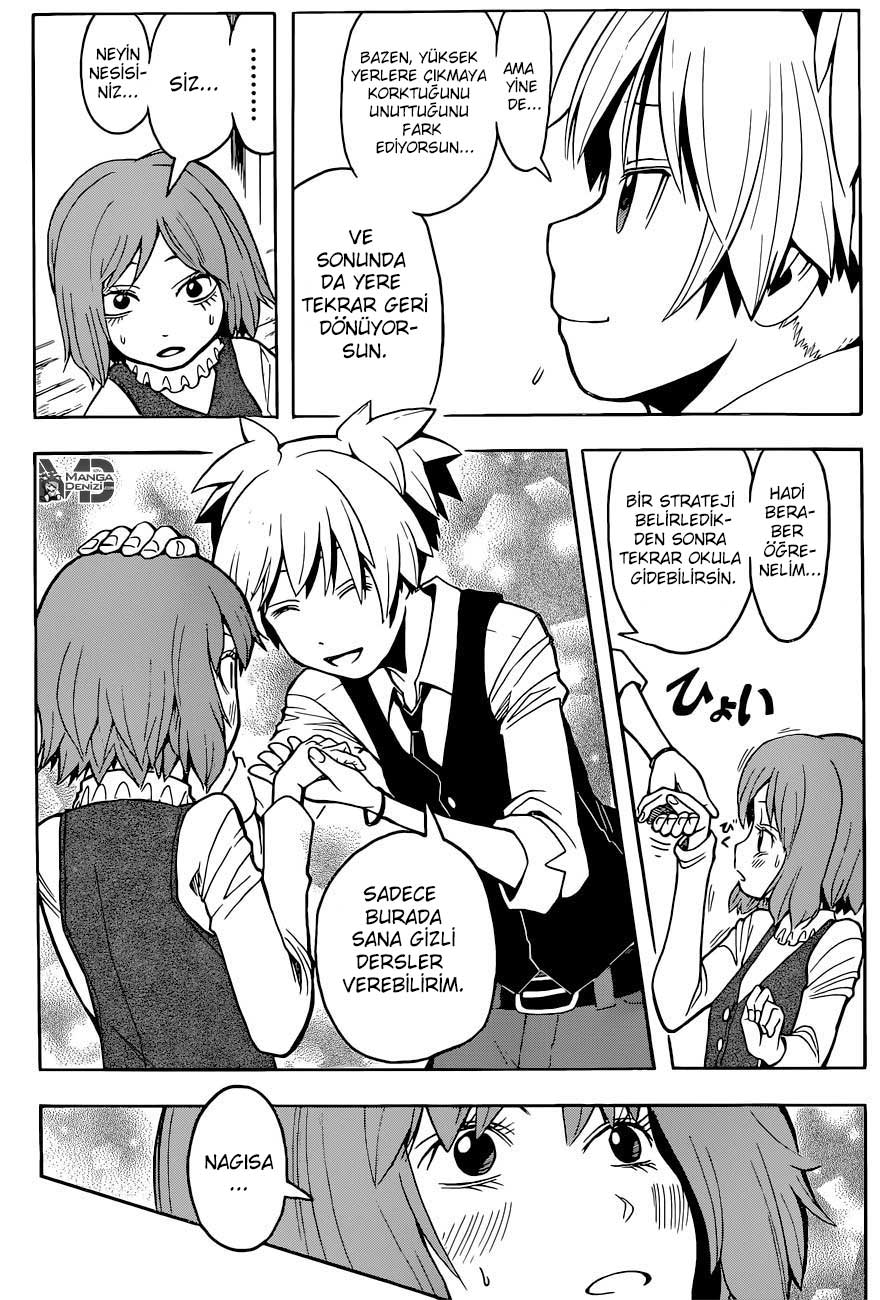 AMA
YİNE
DE...
BAZEN, YÜKSEK
YERLERE ÇIKMAYA
KORKTUĞUNU
UNUTTUĞUNU
FARK
EDİYORSUN...
VE
SONUNDA
DA YERE
TEKRAR GERİ
DÖNÜYOR-
SUN.
........
SİZ...
NEYİN
NESİSİ-
NİZ...
HADİ
BERA-
BER
ÖĞRE-
NELİM...
BİR STRATEJİ
BELİRLEDİK-
DEN SONRA
TEKRAR OKULA
GİDEBİLİRSİN.
ひょい
びく
MANGA
DENİZİ
SADECE
BURADA
SANA GİZLİ
DERSLER
VEREBİLİRİM.
NAGISA
...